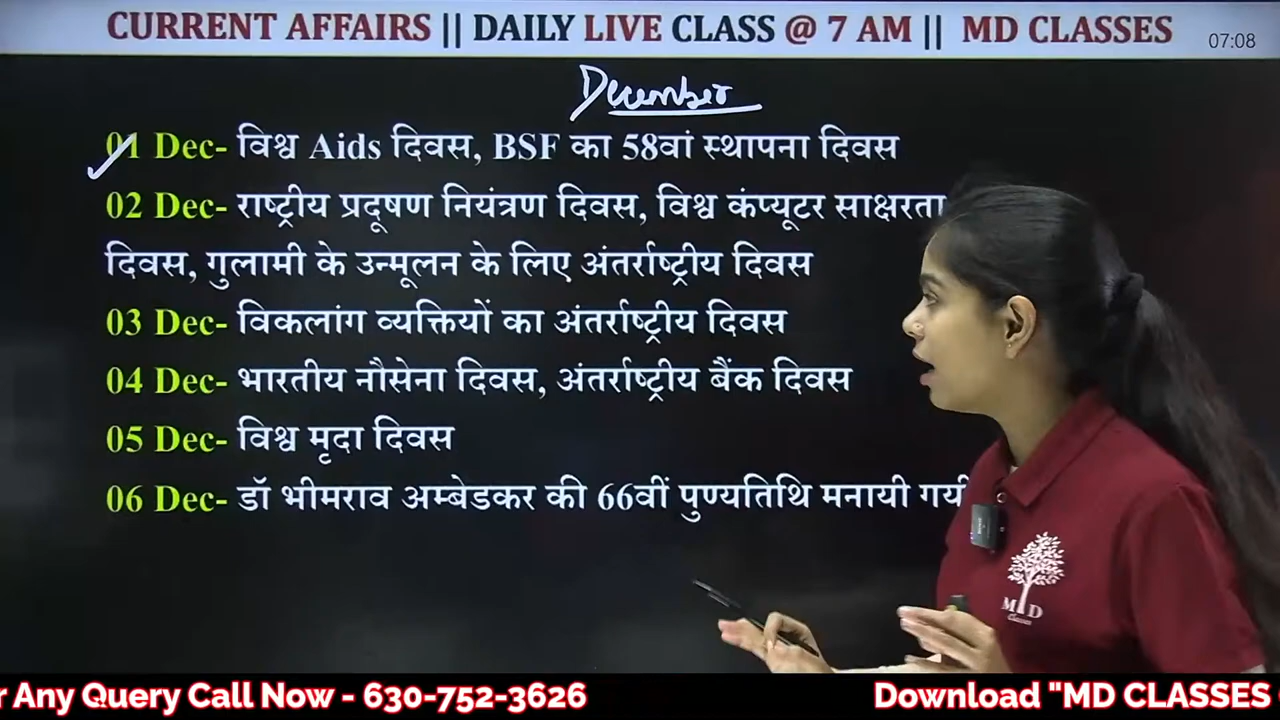 CURRENT AFFAIRS || DAILY LIVE CLASS @ 7 AM || MD CLASSES
07:08
December
01 Dec- विश्व Aids दिवस, BSF का 58वां स्थापना दिवस
02 Dec- राष्ट्रीय प्रदूषण नियंत्रण दिवस, विश्व कंप्यूटर साक्षरता
दिवस, गुलामी के उन्मूलन के लिए अंतर्राष्ट्रीय दिवस
03 Dec- विकलांग व्यक्तियों का अंतर्राष्ट्रीय दिवस
04 Dec- भारतीय नौसेना दिवस, अंतर्राष्ट्रीय बैंक दिवस
05 Dec- विश्व मृदा दिवस
06 Dec- डॉ भीमराव अम्बेडकर की 66वीं पुण्यतिथि मनायी गयी
MD
Classes
r Any Query Call Now - 630-752-3626
Download "MD CLASSES